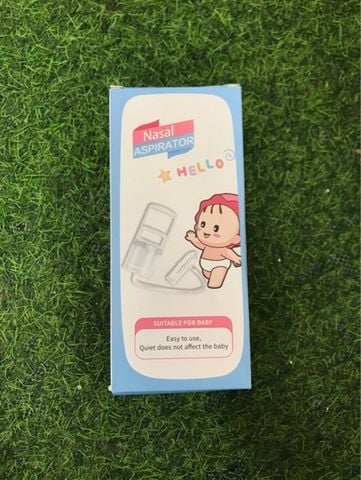 Nasal
ASPIRATOR
HELLO
SUITABLE FOR BABY
Easy to use,
Quiet does not affect the baby